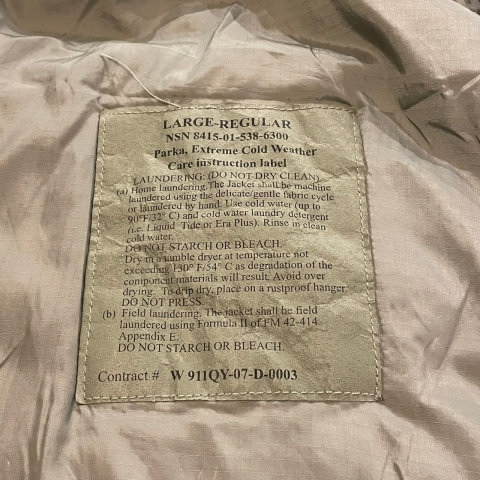 LARGE-REGULAR
NSN 8415-01-538-6300
Parka, Extreme Cold Weather
Care instruction label
LAUNDERING: (DO NOT DRY CLEAN)
(a) Home laundering. The Jacket shall be machine
laundered using the delicate/gentle fabric cycle
or laundered by hand. Use cold water (up to
90°F/32° C) and cold water laundry detergent
(i.e. Liquid Tide or Era Plus). Rinse in clean
cold water.
DO NOT STARCH OR BLEACH.
Dry in a tumble dryer at temperature not
exceeding 130° F/54° C as degradation of the
component materials will result. Avoid over
drying. To drip dry, place on a rustproof hanger.
DO NOT PRESS.
(b) Field laundering. The jacket shall be field
laundered using Formula II of FM 42-414
Appendix E.
DO NOT STARCH OR BLEACH.
Contract # W 911QY-07-D-0003